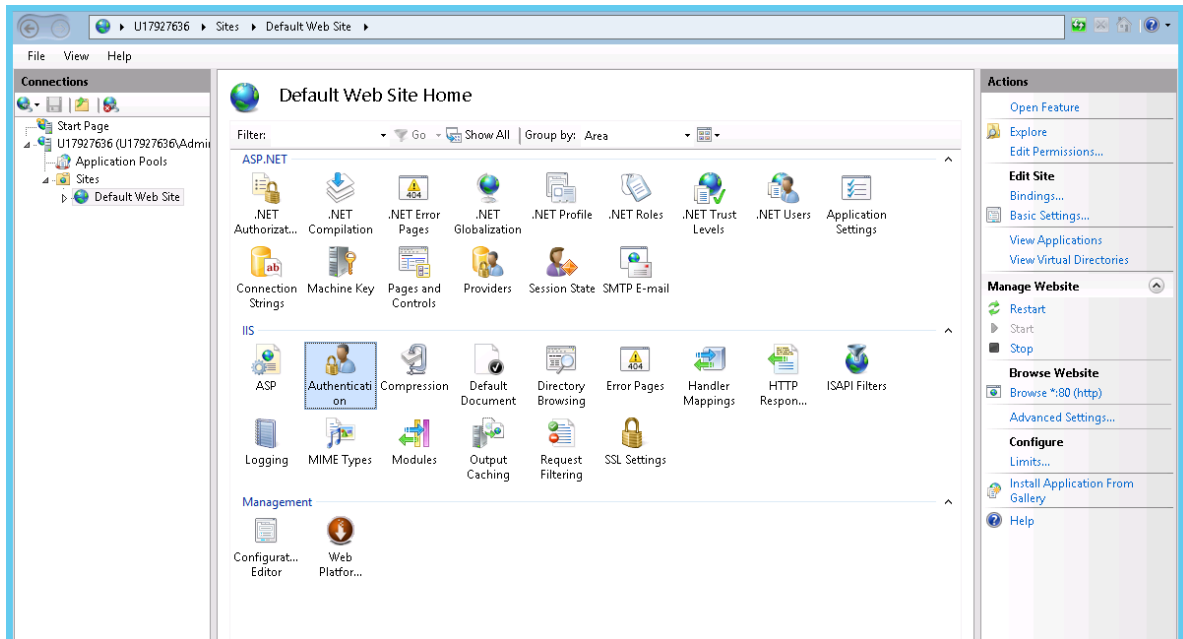 U17927636 ▸ Sites ▸ Default Web Site ▸
File View Help
Connections
Start Page
U17927636 (U17927636\Admi
Application Pools
Sites
Default Web Site
Default Web Site Home
Filter: Go Show All Group by: Area
ASP.NET
.NET Authorizat...
.NET Compilation
.NET Error Pages
.NET Globalization
.NET Profile
.NET Roles
.NET Trust Levels
.NET Users
Application Settings
Connection Strings
Machine Key
Pages and Controls
Providers
Session State
SMTP E-mail
IIS
ASP
Authenticati on
Compression
Default Document
Directory Browsing
Error Pages
Handler Mappings
HTTP Respon...
ISAPI Filters
Logging
MIME Types
Modules
Output Caching
Request Filtering
SSL Settings
Management
Configurat... Editor
Web Platfor...
Actions
Open Feature
Explore
Edit Permissions...
Edit Site
Bindings...
Basic Settings...
View Applications
View Virtual Directories
Manage Website
Restart
Start
Stop
Browse Website
Browse *:80 (http)
Advanced Settings...
Configure
Limits...
Install Application From
Gallery
Help